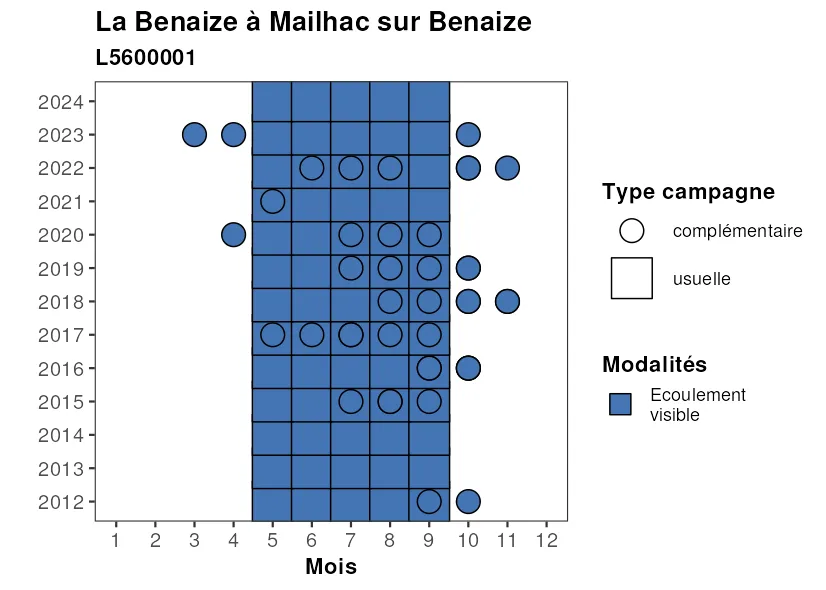 La Benaize à Mailhac sur Benaize
L5600001
2024
2023
2022
2021
2020
2019
2018
2017
2016
2015
2014
2013
2012
1 2 3 4 5 6 7 8 9 10 11 12
Mois
Type campagne
complémentaire
usuelle
Modalités
Ecoulement
visible